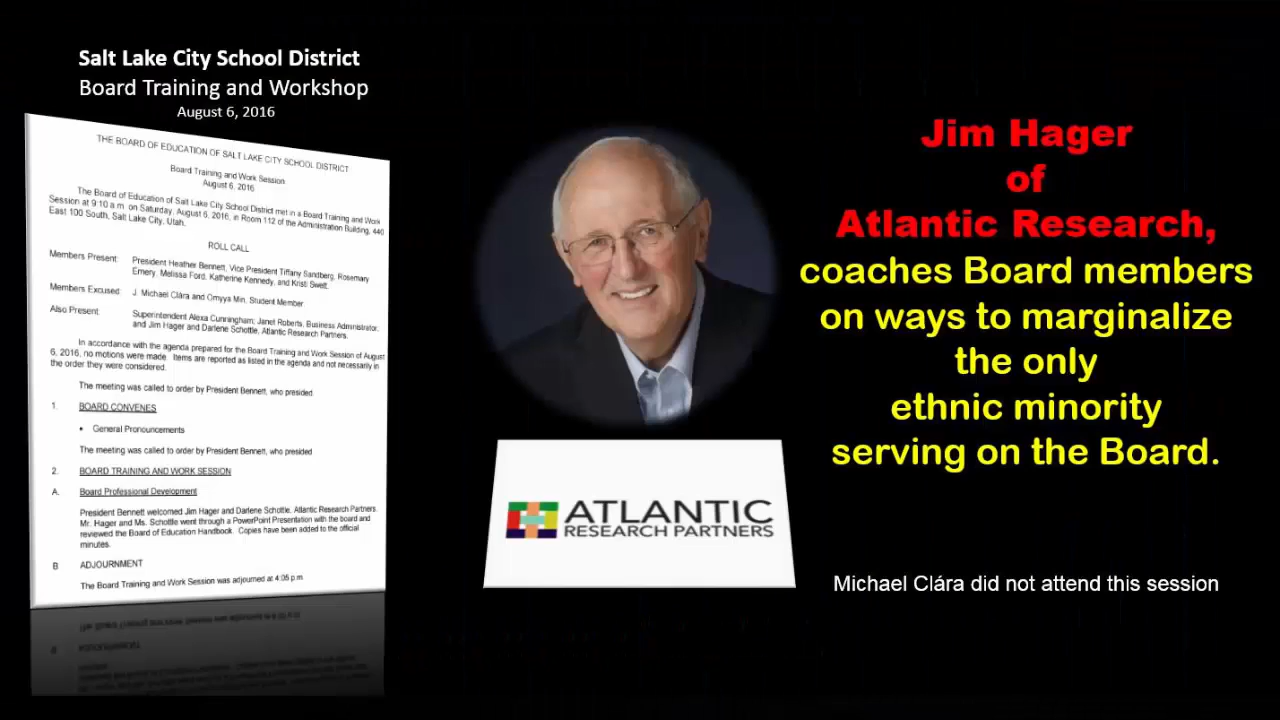 Salt Lake City School District
Board Training and Workshop
August 6, 2016
THE BOARD OF EDUCATION OF SALT LAKE CITY SCHOOL DISTRICT
Board Training and Work Session
August 6, 2016
The Board of Education of Salt Lake City School District met in a Board Training and Work
Session at 9:10 a.m. on Saturday, August 6, 2016, in Room 112 of the Administration Building, 440
East 100 South, Salt Lake City, Utah.
ROLL CALL
Members Present: President Heather Bennett, Vice President Tiffany Sandberg, Rosemary
Emery, Melissa Ford, Katherine Kennedy, and Kristi Swett.
Members Excused: J. Michael Clára and Omyya Min, Student Member
Also Present: Superintendent Alexa Cunningham; Janet Roberts, Business Administrator,
and Jim Hager and Darlene Schottle, Atlantic Research Partners.
In accordance with the agenda prepared for the Board Training and Work Session of August
6, 2016, no motions were made. Items are reported as listed in the agenda and not necessarily in
the order they were considered.
The meeting was called to order by President Bennett, who presided
1. BOARD CONVENES
• General Pronouncements
The meeting was called to order by President Bennett, who presided
2. BOARD TRAINING AND WORK SESSION
A. Board Professional Development
President Bennett welcomed Jim Hager and Darlene Schottle, Atlantic Research Partners.
Mr. Hager and Ms. Schottle went through a PowerPoint Presentation with the board and
reviewed the Board of Education Handbook. Copies have been added to the official
minutes.
B ADJOURNMENT
The Board Training and Work Session was adjourned at 4:05 p.m.
ATLANTIC
RESEARCH PARTNERS
Jim Hager
of
Atlantic Research,
coaches Board members
on ways to marginalize
the only
ethnic minority
serving on the Board.
Michael Clára did not attend this session